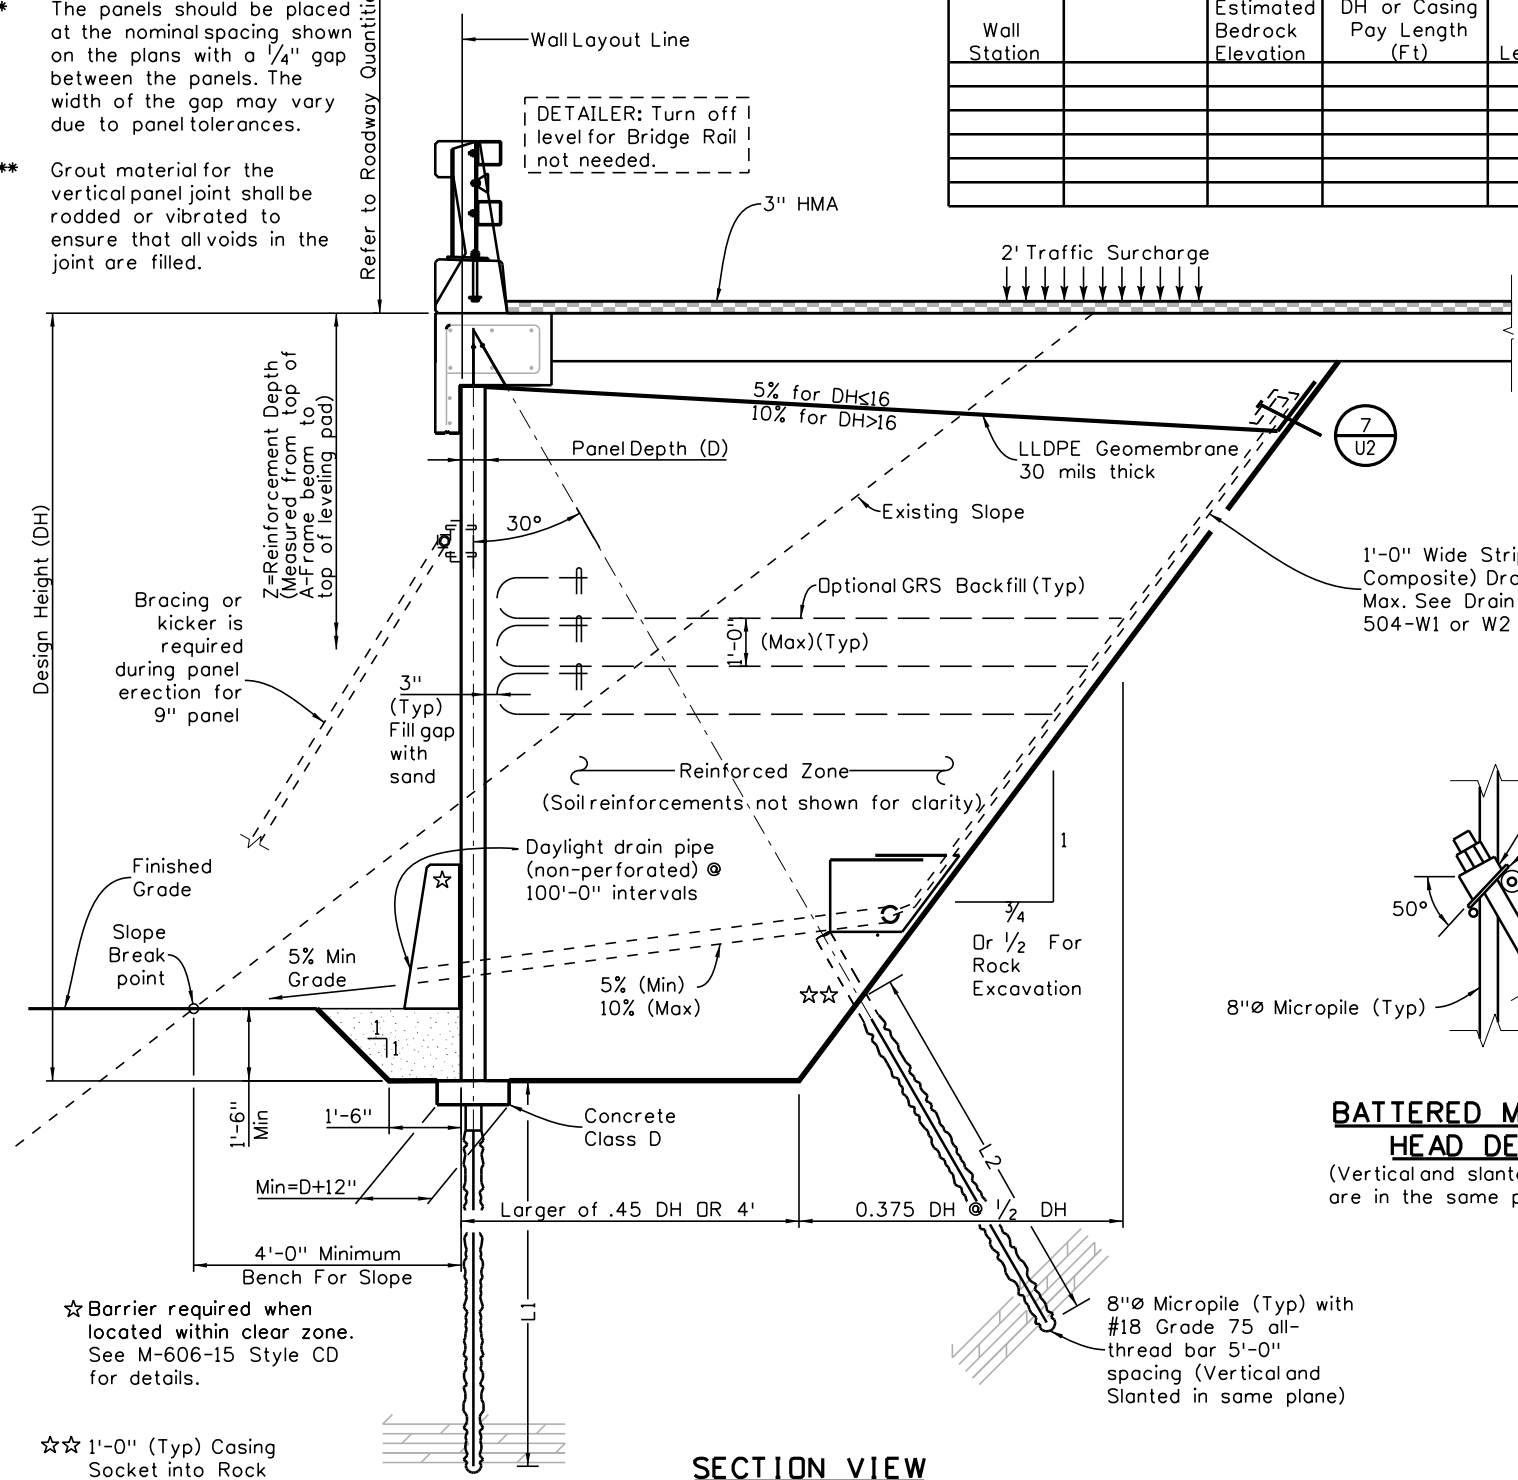 *
The panels should be placed
at the nominal spacing shown
on the plans with a 1/4" gap
between the panels. The
width of the gap may vary
due to panel tolerances.
**
Grout material for the
vertical panel joint shall be
rodded or vibrated to
ensure that all voids in the
joint are filled.
Refer to Roadway
Wall Layout Line
DETAILER: Turn off
level for Bridge Rail
not needed.
Wall
Station
Estimated
Bedrock
Elevation
DH or Casing
Pay Length
(Ft)
3" HMA
2' Traffic Surcharge
5% for DH≤16
10% for DH>16
LLDPE Geomembrane
30 mils thick
7
U2
Panel Depth (D)
Existing Slope
Design Height (DH)
Z=Reinforcement Depth
(Measured from top of
A-Frame beam to
top of leveling pad)
30°
1'-0" Wide
Composite)
Max. See Drain
504-W1 or W2
Optional GRS Backfill (Typ)
1'-0"
(Max)(Typ)
Bracing or
kicker is
required
during panel
erection for
9" panel
3"
(Typ)
Fill gap
with
sand
Reinforced Zone
(Soil reinforcements not shown for clarity)
1
3/4
Or 1/2 For
Rock
Excavation
Daylight drain pipe
(non-perforated) @
100'-0" intervals
☆
Finished
Grade
Slope
Break
point
5% Min
Grade
5% (Min)
10% (Max)
☆☆
50°
8"Ø Micropile (Typ)
1
1
1'-6"
Min
1'-6"
Concrete
Class D
Min=D+12"
Larger of .45 DH OR 4'
0.375 DH @ 1/2 DH
L2
4'-0" Minimum
Bench For Slope
L1
BATTERED
HEAD
(Vertical and
are in the same
☆ Barrier required when
located within clear zone.
See M-606-15 Style CD
for details.
8"Ø Micropile (Typ) with
#18 Grade 75 all-
thread bar 5'-0"
spacing (Vertical and
Slanted in same plane)
☆☆ 1'-0" (Typ) Casing
Socket into Rock
SECTION VIEW